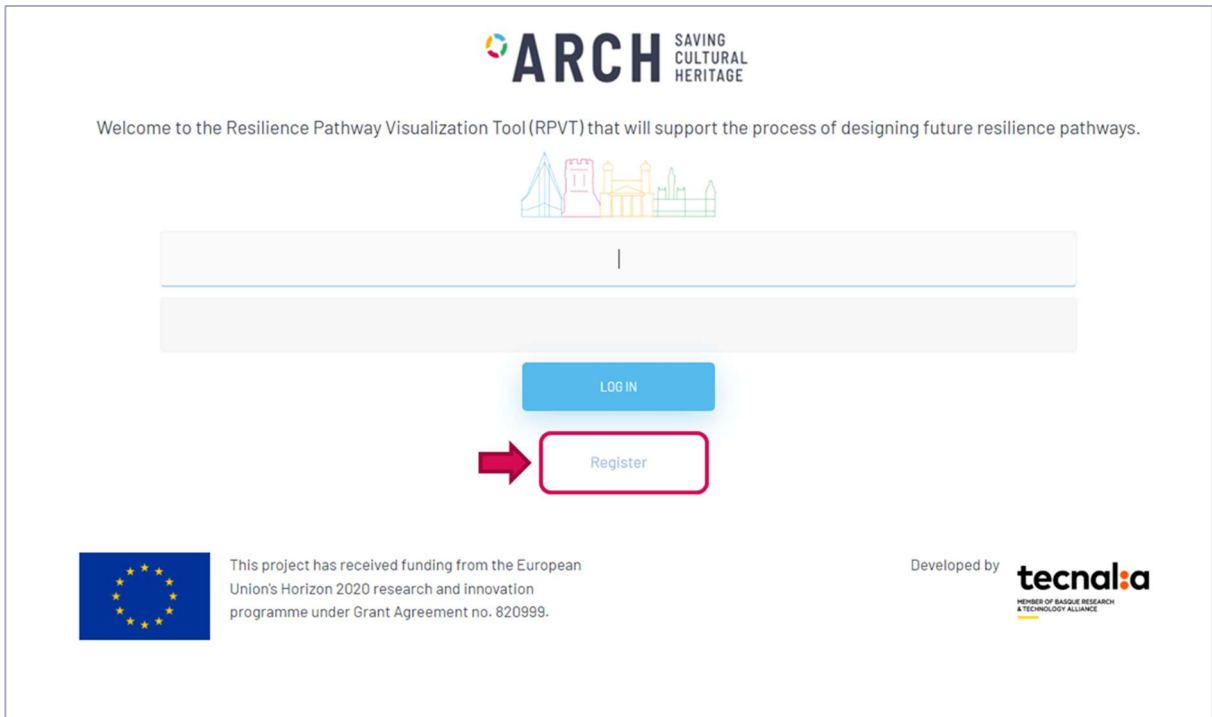 ARCH SAVING
CULTURAL
HERITAGE
Welcome to the Resilience Pathway Visualization Tool (RPVT) that will support the process of designing future resilience pathways.
LOG IN
Register
This project has received funding from the European
Union's Horizon 2020 research and innovation
programme under Grant Agreement no. 820999.
Developed by
tecnalia
MEMBER OF BASQUE RESEARCH
& TECHNOLOGY ALLIANCE